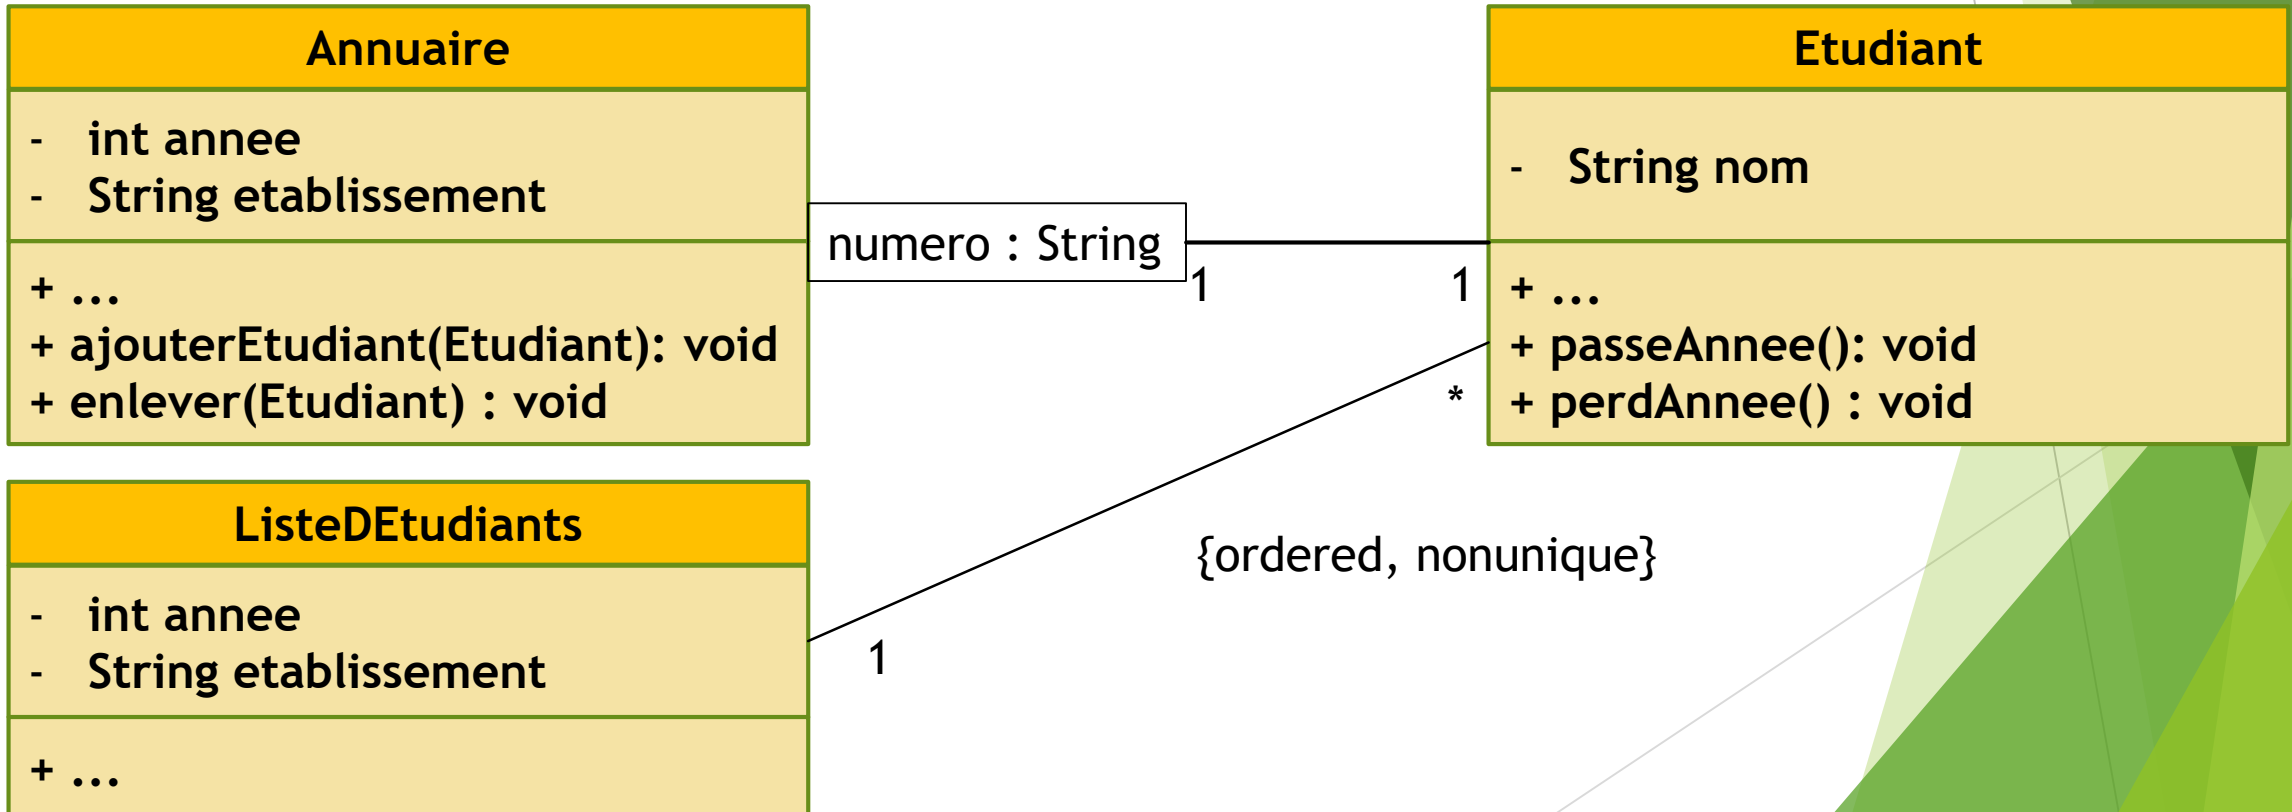 Annuaire
- int annee
- String etablissement
+ ...
+ ajouterEtudiant(Etudiant): void
+ enlever(Etudiant) : void
numero : String
1
1
Etudiant
- String nom
+ ...
+ passeAnnee(): void
+ perdAnnee() : void
*
{ordered, nonunique}
1
ListeDEtudiants
- int annee
- String etablissement
+ ...